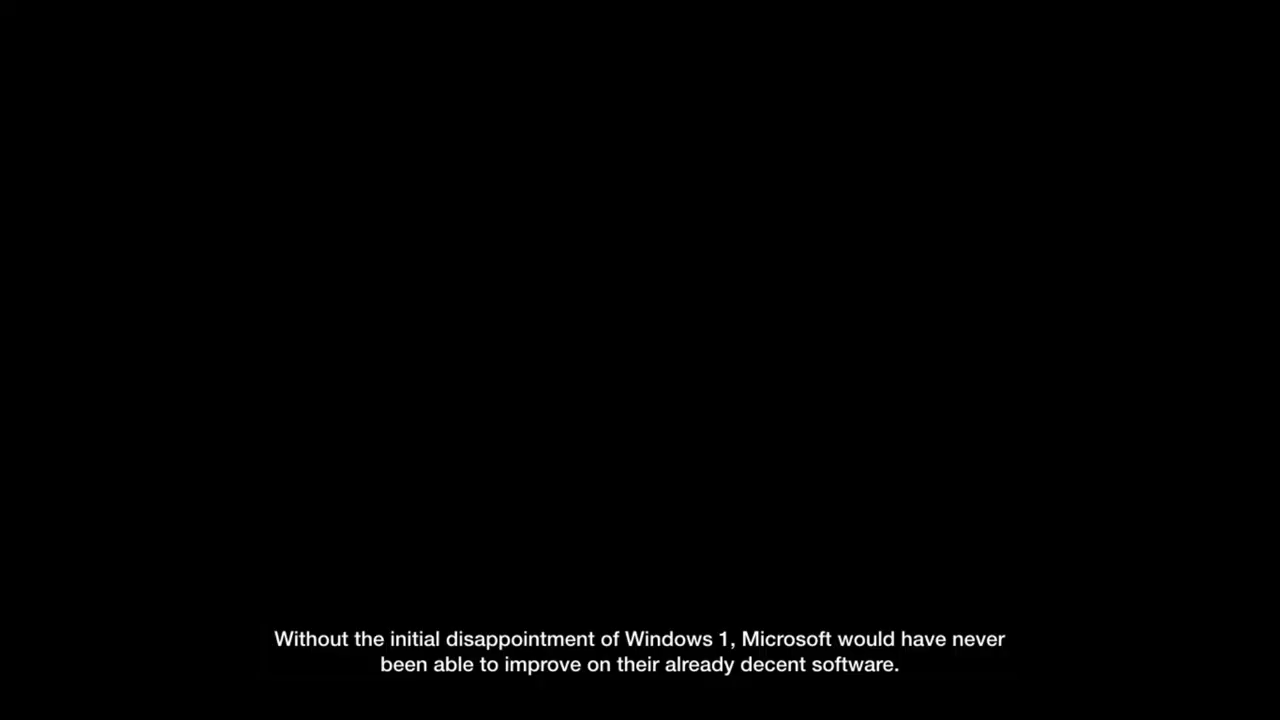 Without the initial disappointment of Windows 1, Microsoft would have never
been able to improve on their already decent software.